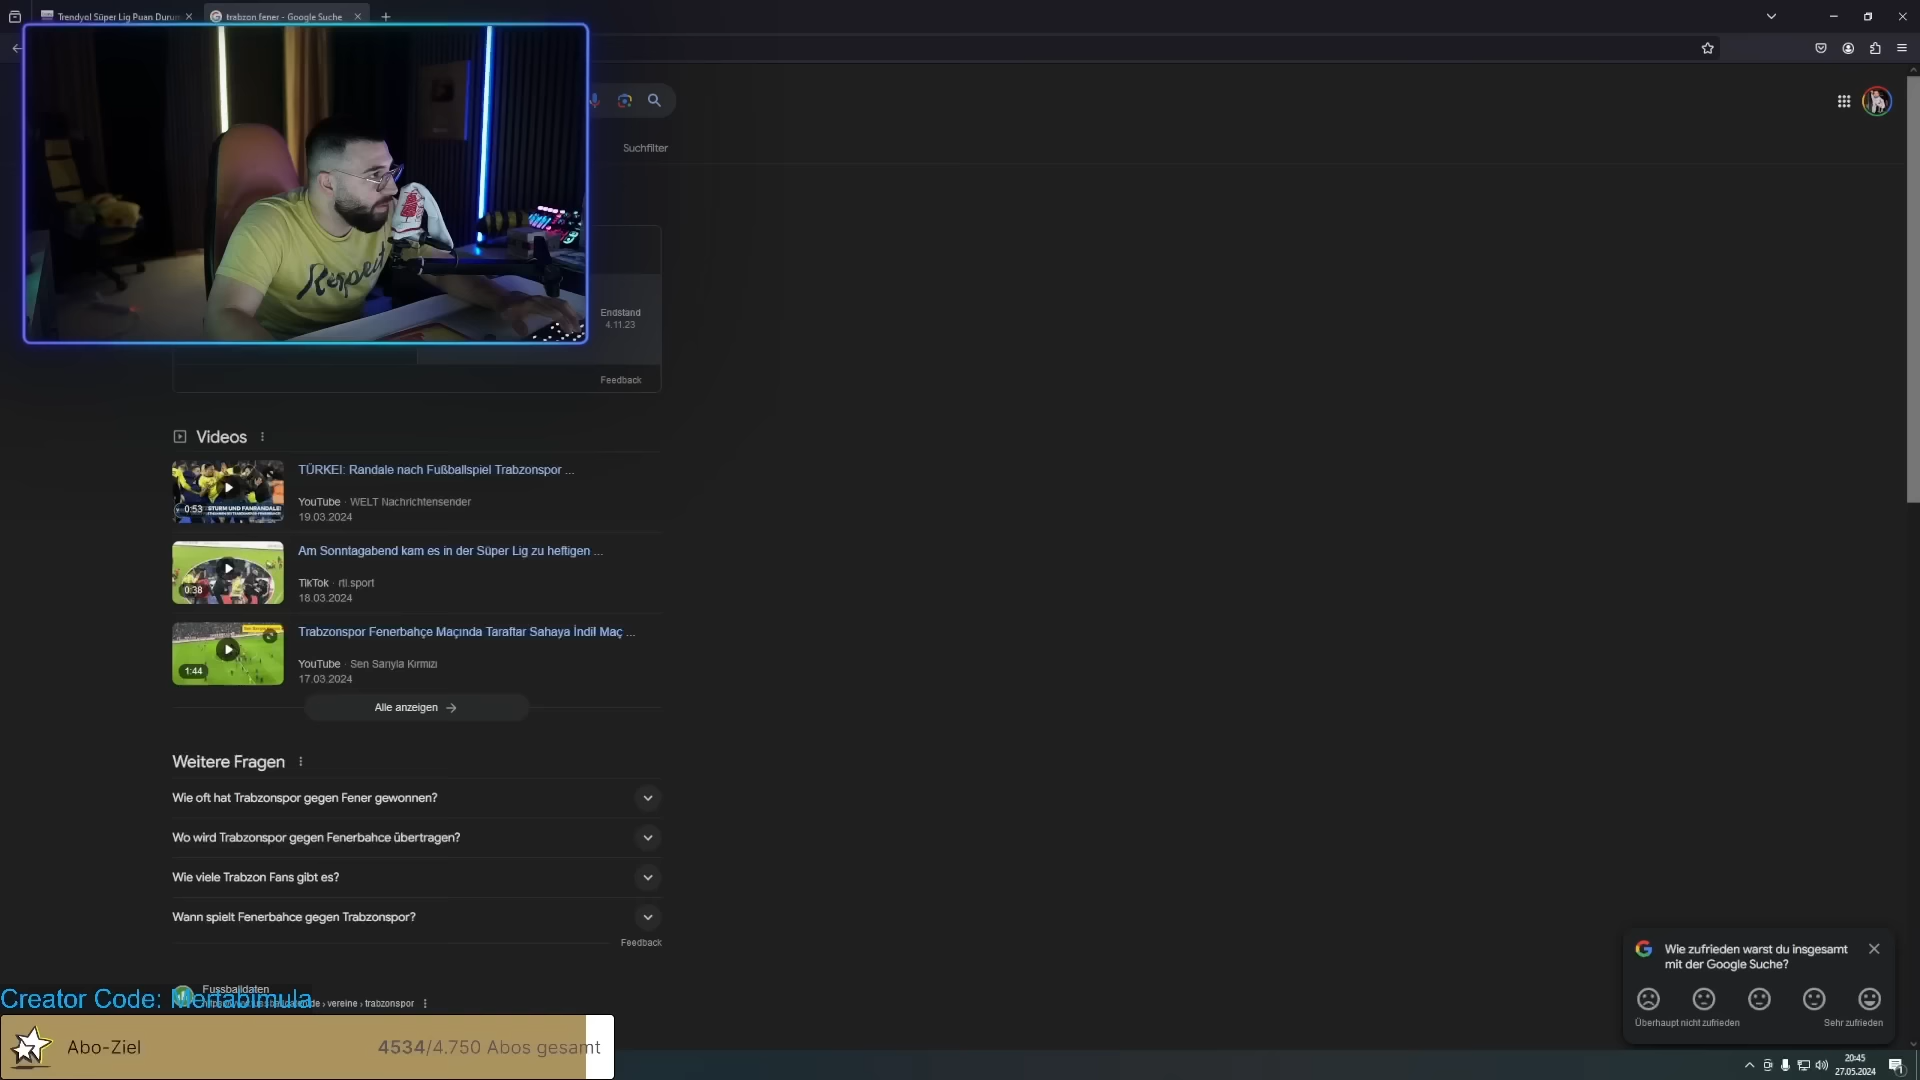 Trendyol Süper Lig Puan Durum
trabzon fener - Google Suche
Suchfilter
Respect
Endstand
4.11.23
Feedback
Videos
TÜRKEI: Randale nach Fußballspiel Trabzonspor ...
YouTube · WELT Nachrichtensender
19.03.2024
0:53
STURM UND FANRANDALE!
Am Sonntagabend kam es in der Süper Lig zu heftigen ...
TikTok · rtl.sport
18.03.2024
0:38
Trabzonspor Fenerbahçe Maçında Taraftar Sahaya İndi! Maç ...
YouTube · Sen Sarıyla Kırmızı
17.03.2024
1:44
Alle anzeigen
Weitere Fragen
Wie oft hat Trabzonspor gegen Fener gewonnen?
Wo wird Trabzonspor gegen Fenerbahce übertragen?
Wie viele Trabzon Fans gibt es?
Wann spielt Fenerbahce gegen Trabzonspor?
Feedback
Fussballdaten
› vereine › trabzonspor
Creator Code: Mertabimula
Abo-Ziel
4534/4.750 Abos gesamt
Wie zufrieden warst du insgesamt
mit der Google Suche?
Überhaupt nicht zufrieden
Sehr zufrieden
20:45
27.05.2024